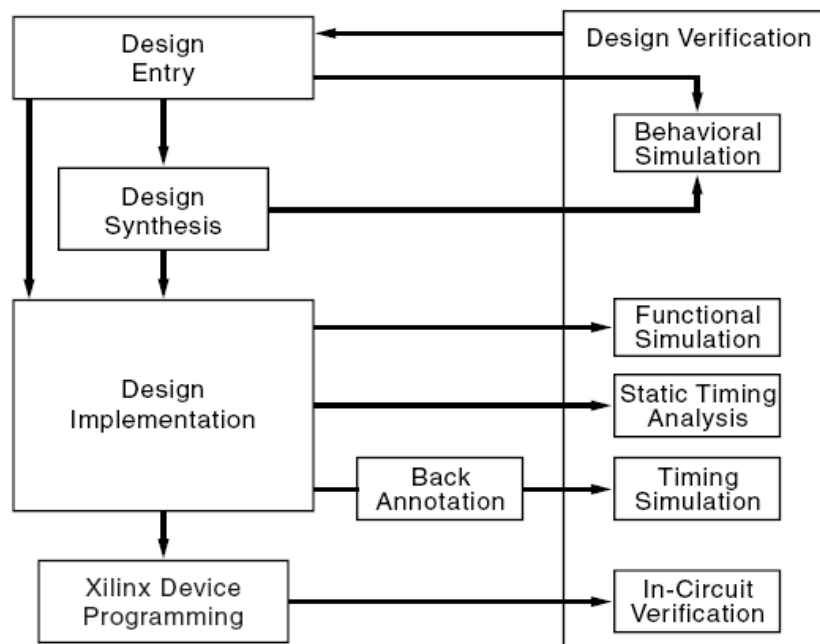 Design
Entry
Design Verification
Behavioral
Simulation
Design
Synthesis
Functional
Simulation
Design
Implementation
Static Timing
Analysis
Back
Annotation
Timing
Simulation
Xilinx Device
Programming
In-Circuit
Verification